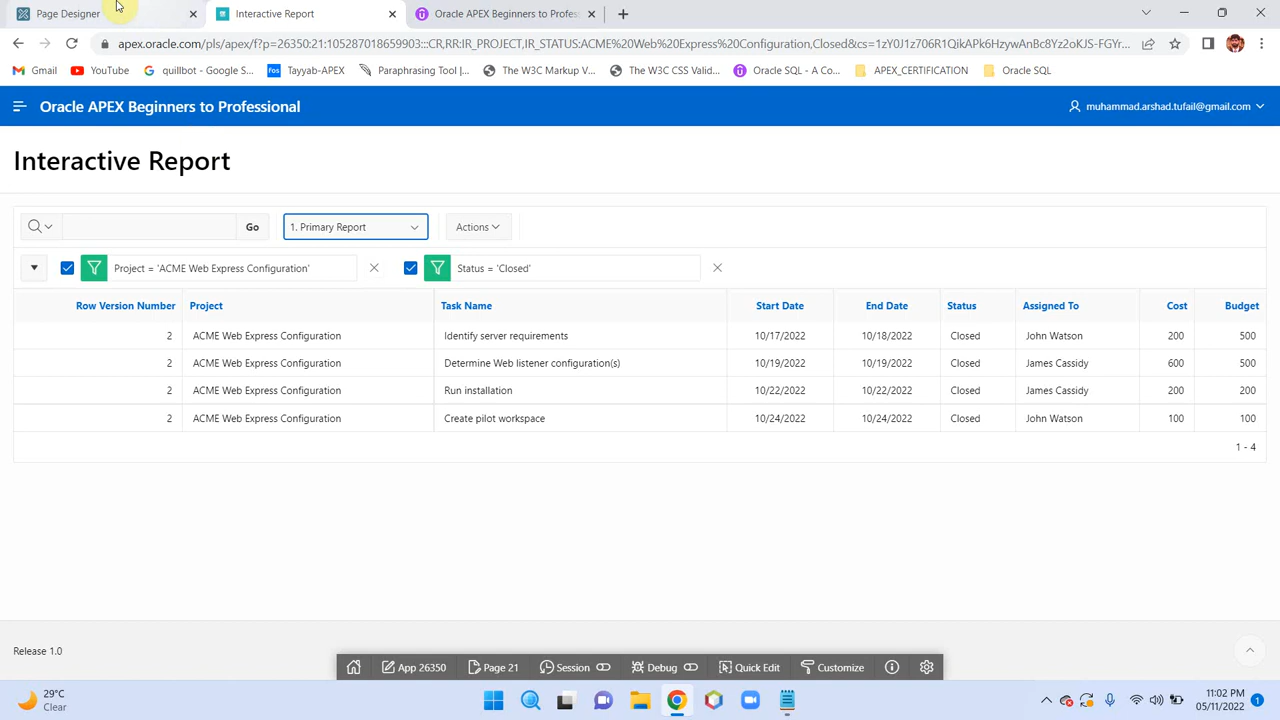 Page Designer
Interactive Report
Oracle APEX Beginners to Profes
apex.oracle.com/pls/apex/f?p=26350:21:105287018659903:::CR,RIR:IR_PROJECT,IR_STATUS:ACME%20Web%20Express%20Configuration,Closed&cs=
Gmail
YouTube
quillbot - Google S...
Tayyab-APEX
Paraphrasing Tool |...
The W3C Markup V...
The W3C CSS Valid...
Oracle SQL - A Co...
APEX_CERTIFICATION
Oracle SQL
Oracle APEX Beginners to Professional
muhammad.arshad.tufail@gmail.com
Interactive Report
Go
1. Primary Report
Actions
Project = 'ACME Web Express Configuration'
Status = 'Closed'
Row Version Number Project Task Name Start Date End Date Status Assigned To Cost Budget
2 ACME Web Express Configuration Identify server requirements 10/17/2022 10/18/2022 Closed John Watson 200 500
2 ACME Web Express Configuration Determine Web listener configuration(s) 10/19/2022 10/19/2022 Closed James Cassidy 600 500
2 ACME Web Express Configuration Run installation 10/22/2022 10/22/2022 Closed James Cassidy 200 200
2 ACME Web Express Configuration Create pilot workspace 10/24/2022 10/24/2022 Closed John Watson 100 100
1 - 4
Release 1.0
App 26350
Page 21
Session
Debug
Quick Edit
Customize
29°C
Clear
11:02 PM
05/11/2022
1